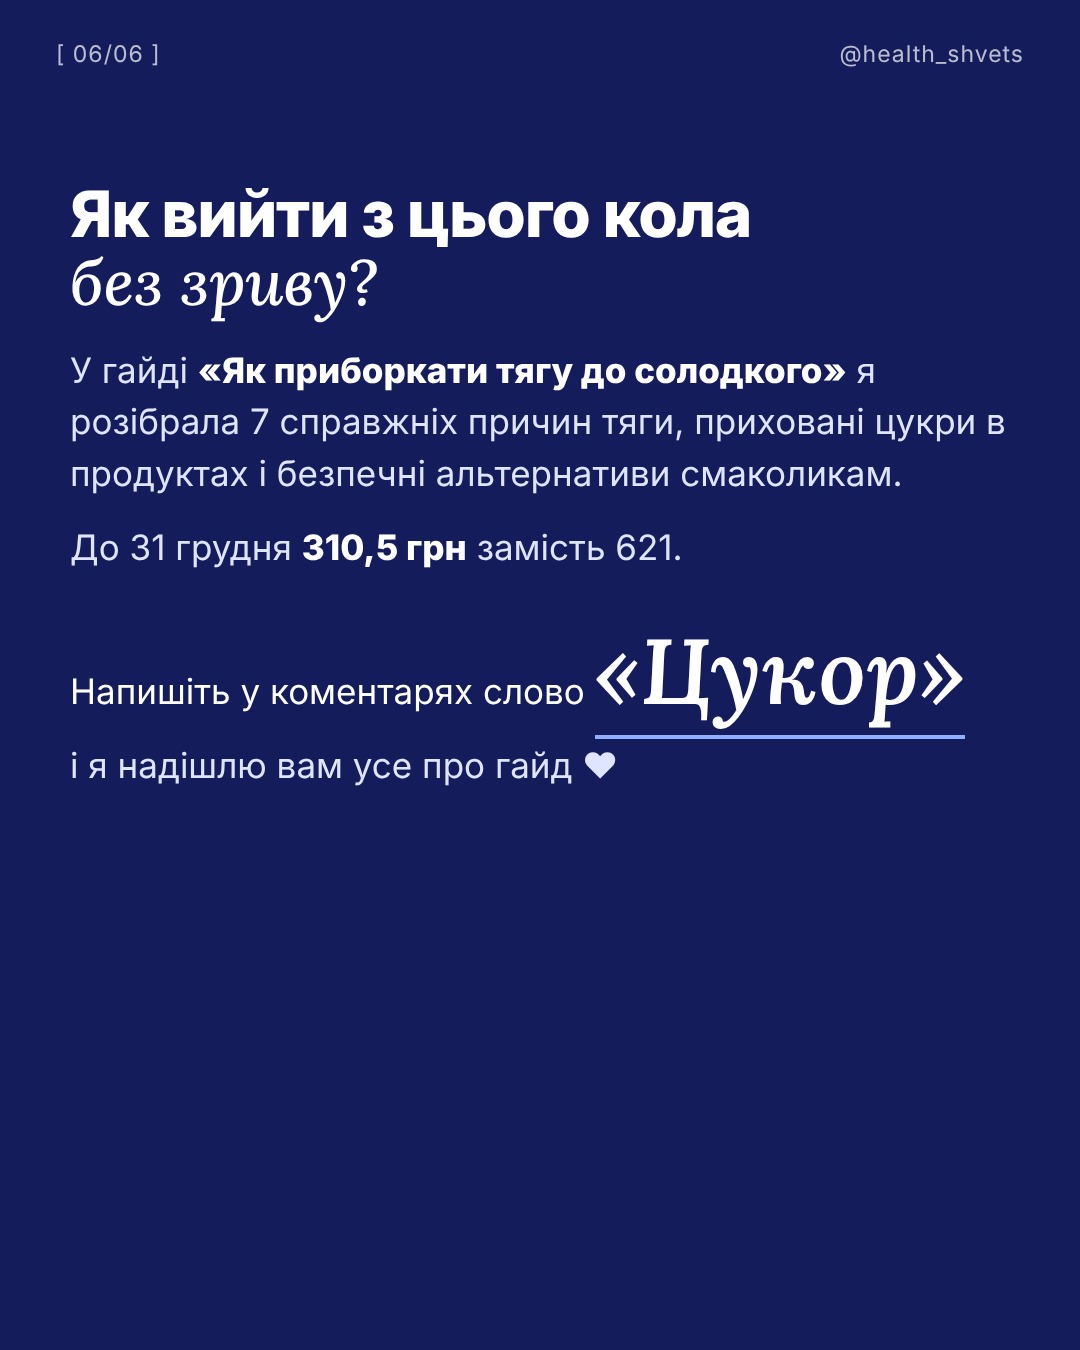 [ 06/06 ]
@health_shvets
Як вийти з цього кола
без зриву?
У гайді «Як приборкати тягу до солодкого» я
розібрала 7 справжніх причин тяги, приховані цукри в
продуктах і безпечні альтернативи смаколикам.
До 31 грудня 310,5 грн замість 621.
Напишіть у коментарях слово «Цукор»
і я надішлю вам усе про гайд ♥